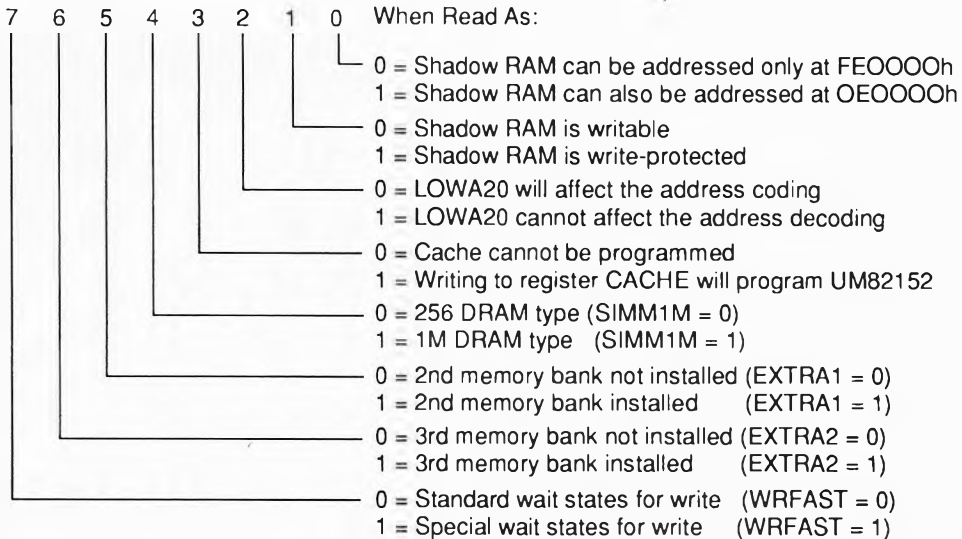 7 6 5 4 3 2 1 0 When Read As:
0 = Shadow RAM can be addressed only at FEOOOOh
1 = Shadow RAM can also be addressed at OEOOOOh
0 = Shadow RAM is writable
1 = Shadow RAM is write-protected
0 = LOWA20 will affect the address coding
1 = LOWA20 cannot affect the address decoding
0 = Cache cannot be programmed
1 = Writing to register CACHE will program UM82152
0 = 256 DRAM type (SIMM1M = 0)
1 = 1M DRAM type (SIMM1M = 1)
0 = 2nd memory bank not installed (EXTRA1 = 0)
1 = 2nd memory bank installed (EXTRA1 = 1)
0 = 3rd memory bank not installed (EXTRA2 = 0)
1 = 3rd memory bank installed (EXTRA2 = 1)
0 = Standard wait states for write (WRFAST = 0)
1 = Special wait states for write (WRFAST = 1)